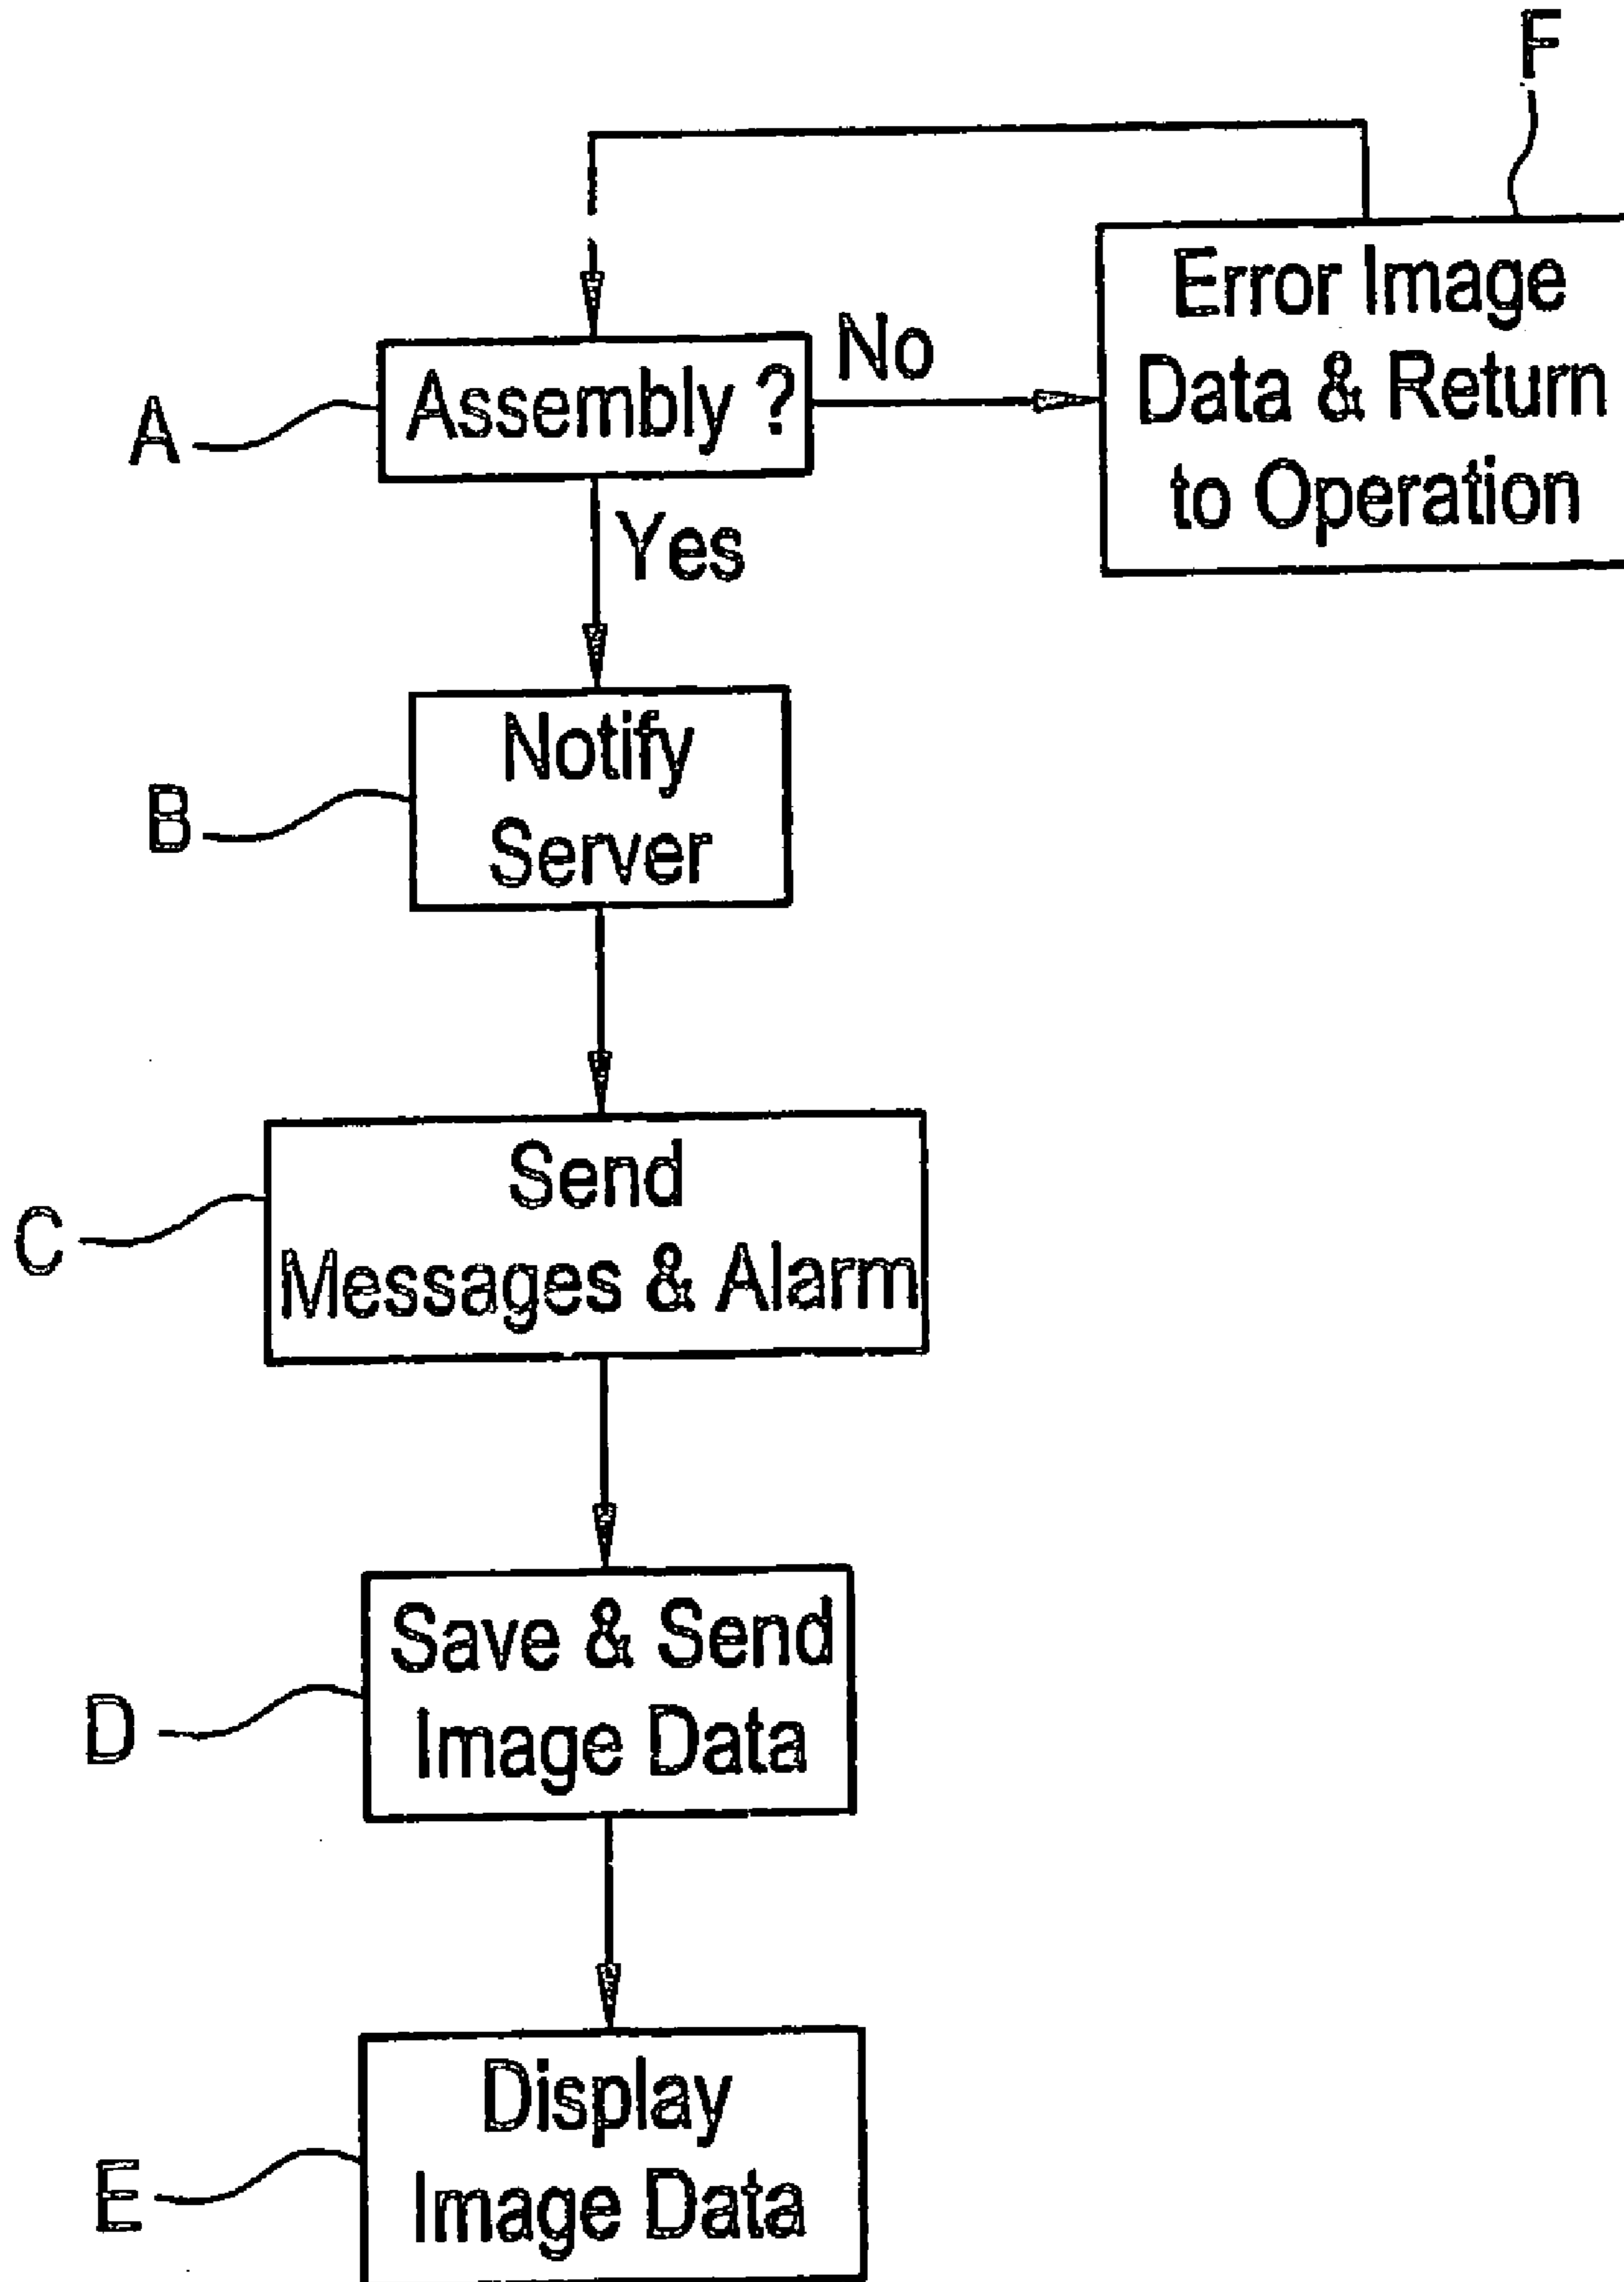 F
Error Image
Data & Return
to Operation
No
A
Assembly ?
Yes
B
Notify
Server
C
Send
Messages & Alarm
D
Save & Send
Image Data
E
Display
Image Data